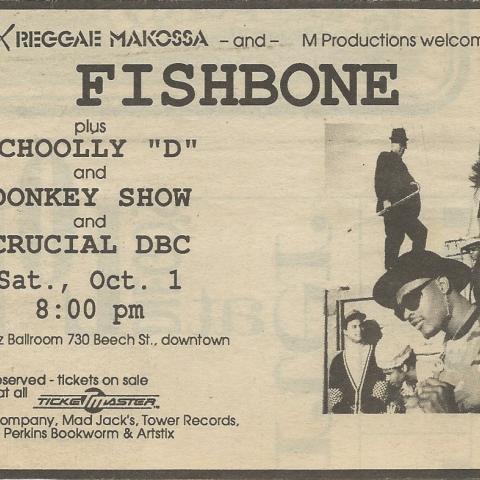 REGGAE MAKOSSA – and – M Productions welcom
FISHBONE
plus
CHOOLLY "D"
and
DONKEY SHOW
and
CRUCIAL DBC
Sat., Oct. 1
8:00 pm
z Ballroom 730 Beech St., downtown
served - tickets on sale
at all TICKETMASTER
ompany, Mad Jack's, Tower Records,
Perkins Bookworm & Artstix